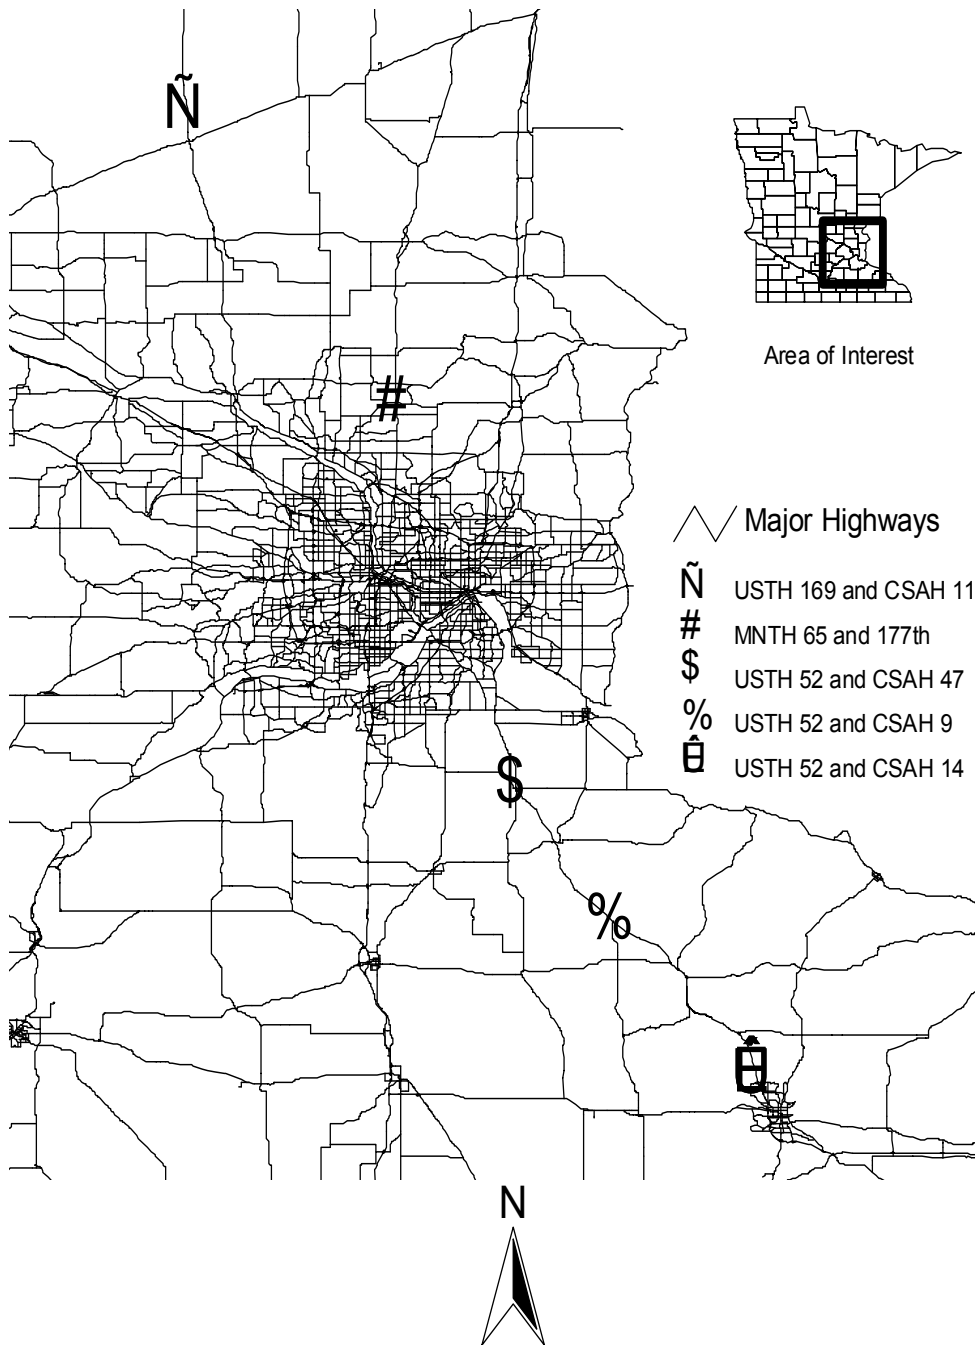 Ñ
Area of Interest
#
Major Highways
Ñ USTH 169 and CSAH 11
# MNTH 65 and 177th
$ USTH 52 and CSAH 47
% USTH 52 and CSAH 9
USTH 52 and CSAH 14
$
%
N